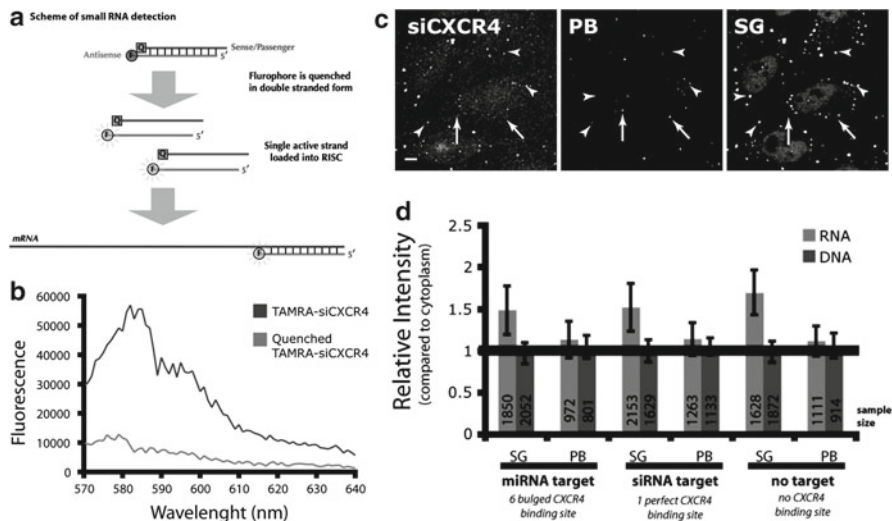 a Scheme of small RNA detection
Q
Sense/Passenger
Antisense
F
5'
Flurophore is quenched
in double stranded form
Q
F
5'
Q
Single active strand
loaded into RISC
F
5'
mRNA
F
5'
b
60000
50000
40000
30000
20000
10000
0
Fluorescence
TAMRA-siCXCR4
Quenched
TAMRA-siCXCR4
570 580 590 600 610 620 630 640
Wavelenght (nm)
c
siCXCR4 PB SG
d
2.5
2
1.5
1
0.5
0
Relative Intensity
(compared to cytoplasm)
RNA
DNA
1850 2052 972 801 2153 1629 1263 1133 1628 1872 1111 914
sample
size
SG PB SG PB SG PB
miRNA target siRNA target no target
6 bulged CXCR4 1 perfect CXCR4 no CXCR4
binding site binding site binding site